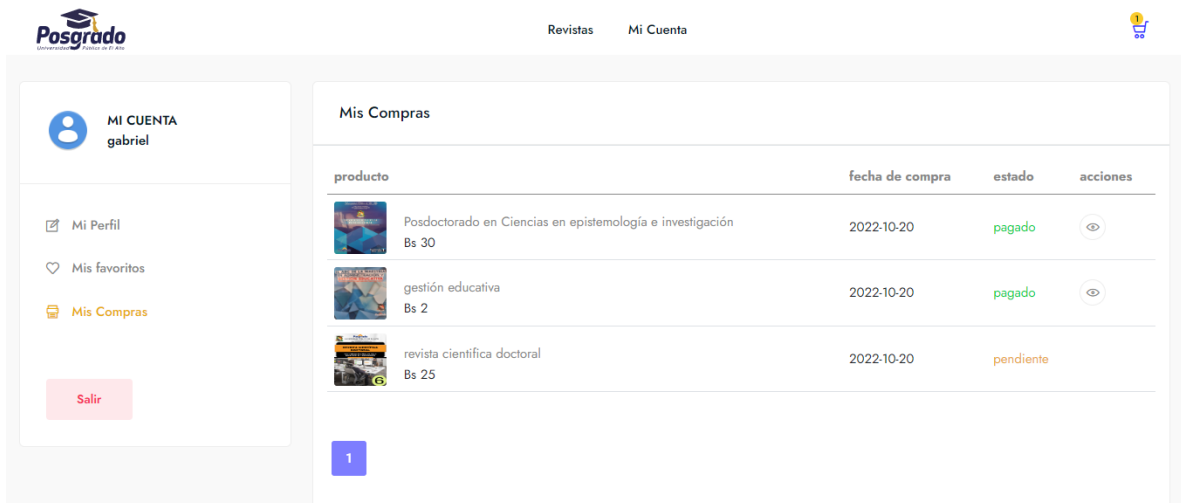 Posgrado
Universidad Pública de El Alto
Revistas
Mi Cuenta
1
MI CUENTA
gabriel
Mi Perfil
Mis favoritos
Mis Compras
Salir
Mis Compras
producto fecha de compra estado acciones
Posdoctorado en Ciencias en epistemología e investigación
Bs 30
2022-10-20 pagado
gestión educativa
Bs 2
2022-10-20 pagado
6
revista cientifica doctoral
Bs 25
2022-10-20 pendiente
1